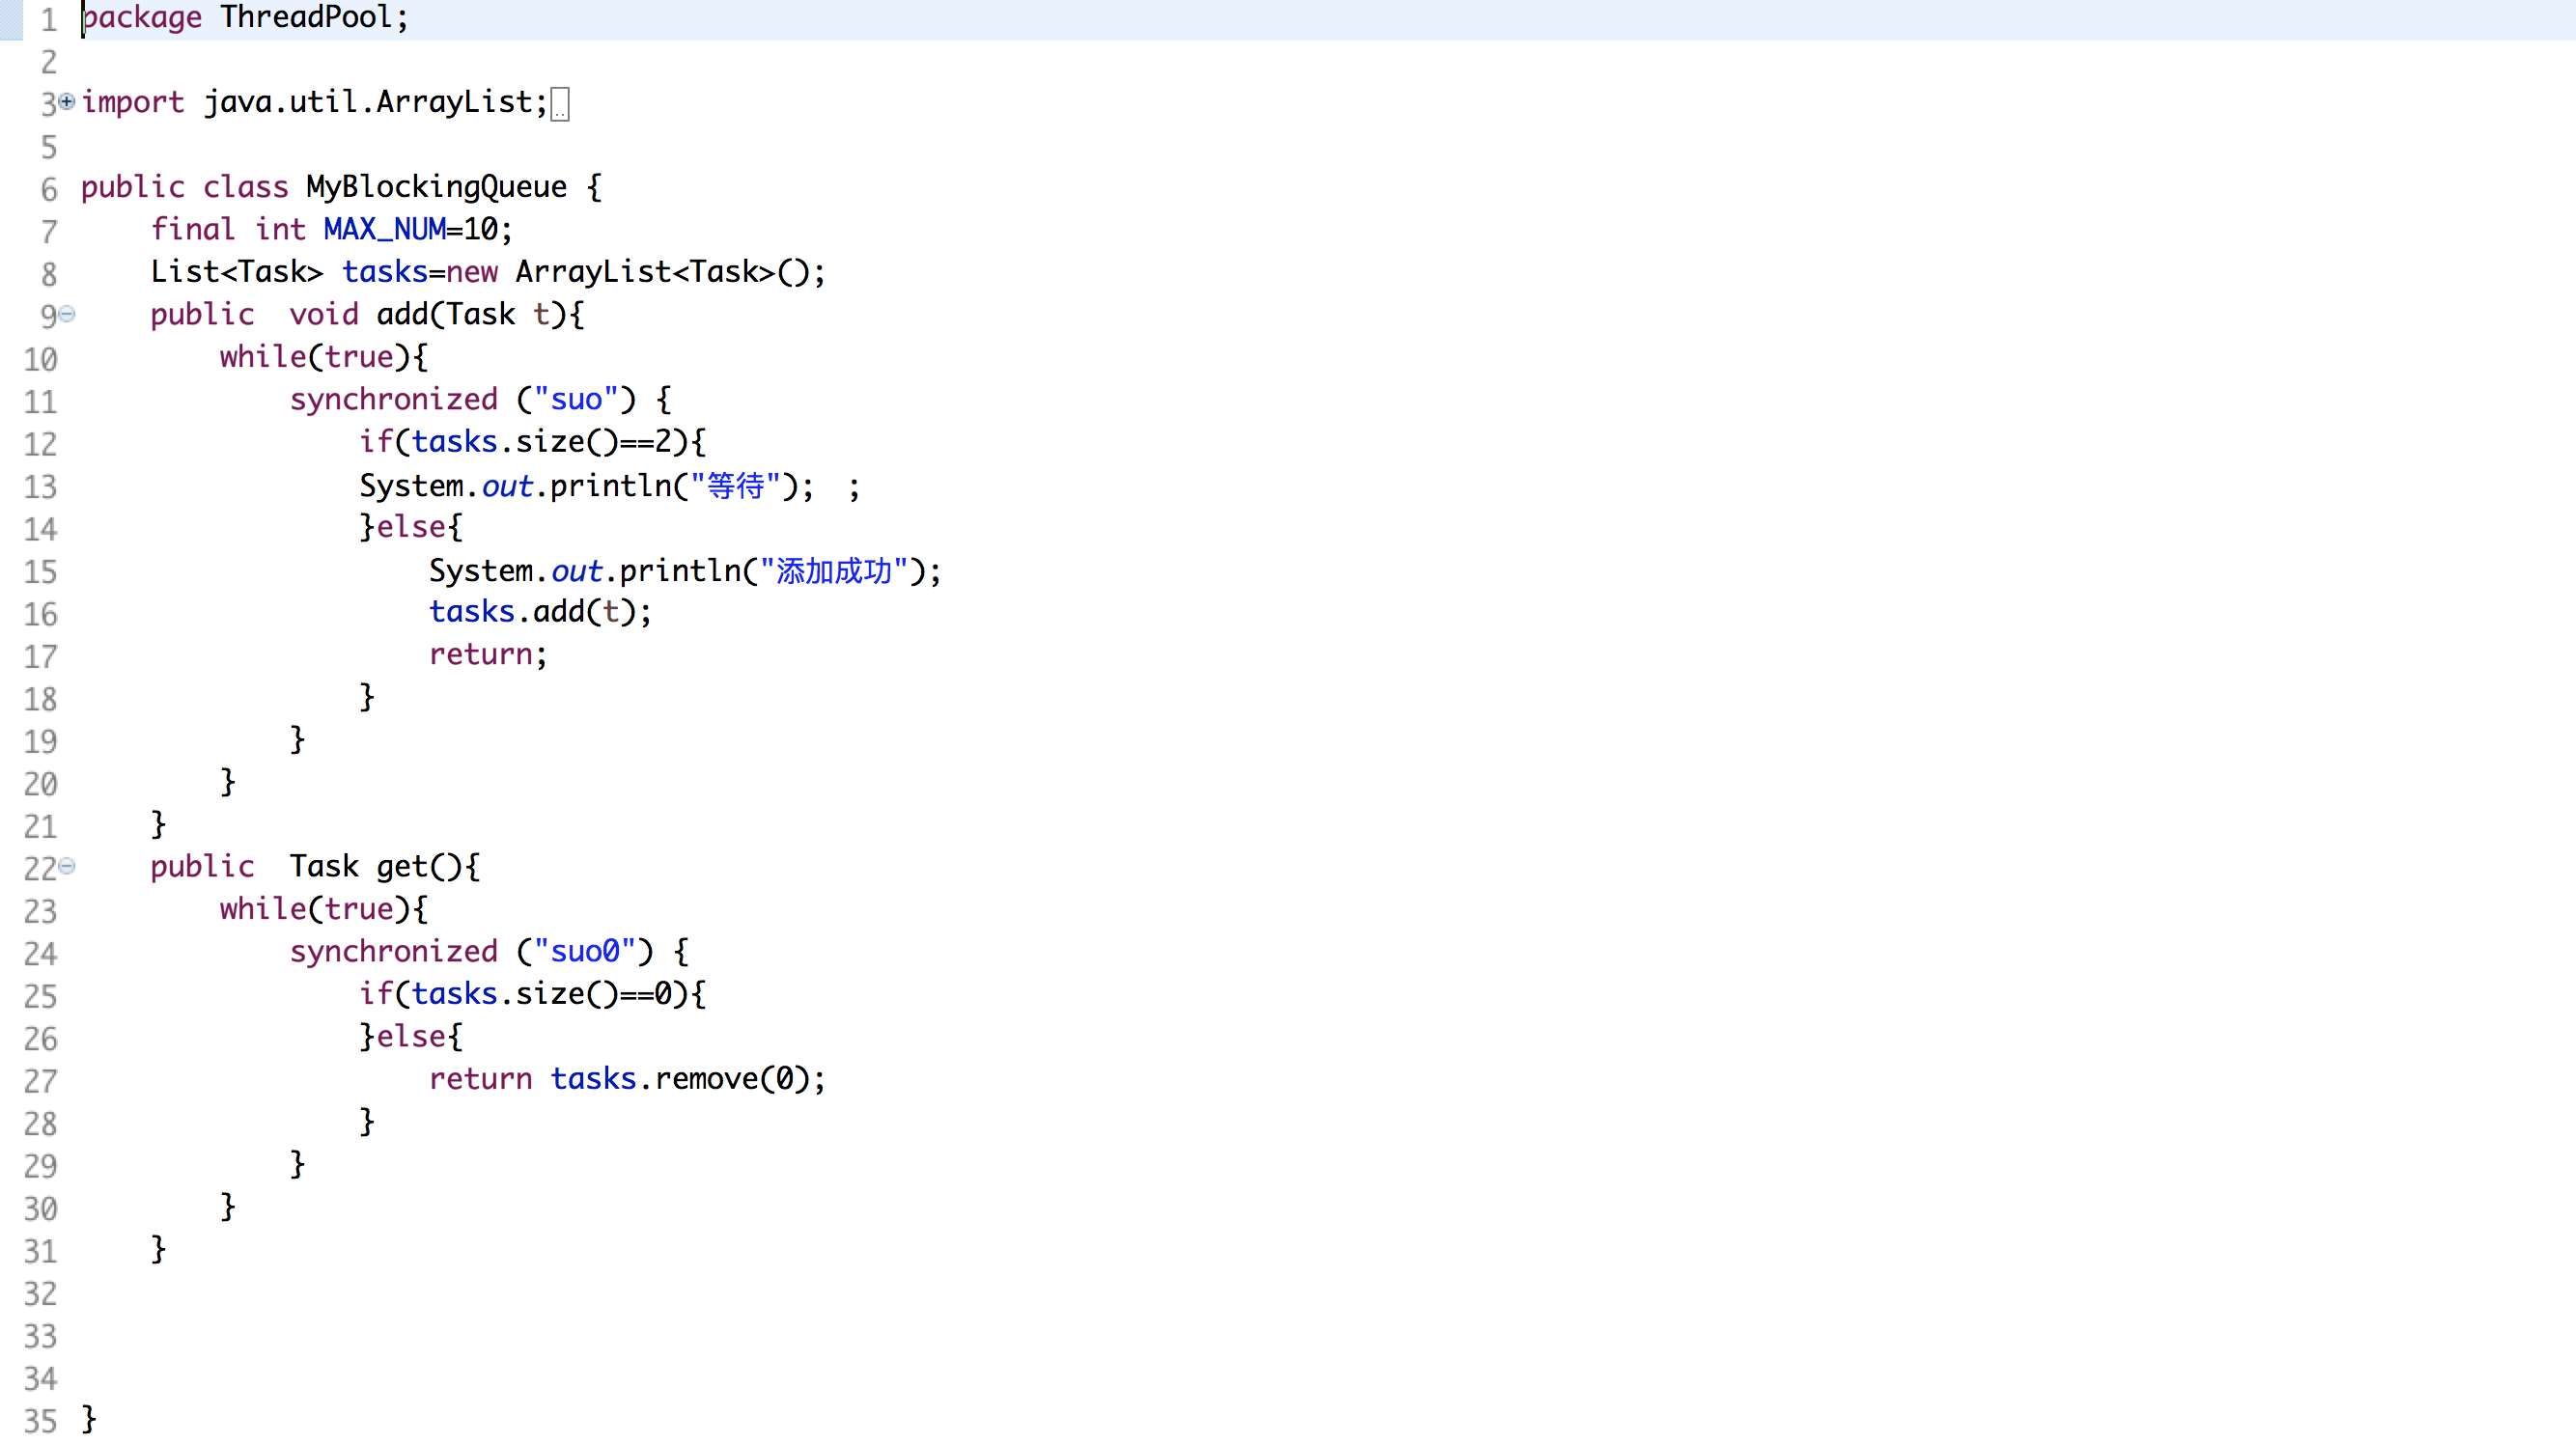 1 package ThreadPool;
2
3 import java.util.ArrayList;
5
6 public class MyBlockingQueue {
7     final int MAX_NUM=10;
8     List<Task> tasks=new ArrayList<Task>();
9     public  void add(Task t){
10         while(true){
11             synchronized ("suo") {
12                 if(tasks.size()==2){
13                 System.out.println("等待");  ;
14                 }else{
15                     System.out.println("添加成功");
16                     tasks.add(t);
17                     return;
18                 }
19             }
20         }
21     }
22     public  Task get(){
23         while(true){
24             synchronized ("suo0") {
25                 if(tasks.size()==0){
26                 }else{
27                     return tasks.remove(0);
28                 }
29             }
30         }
31     }
32
33
34
35 }